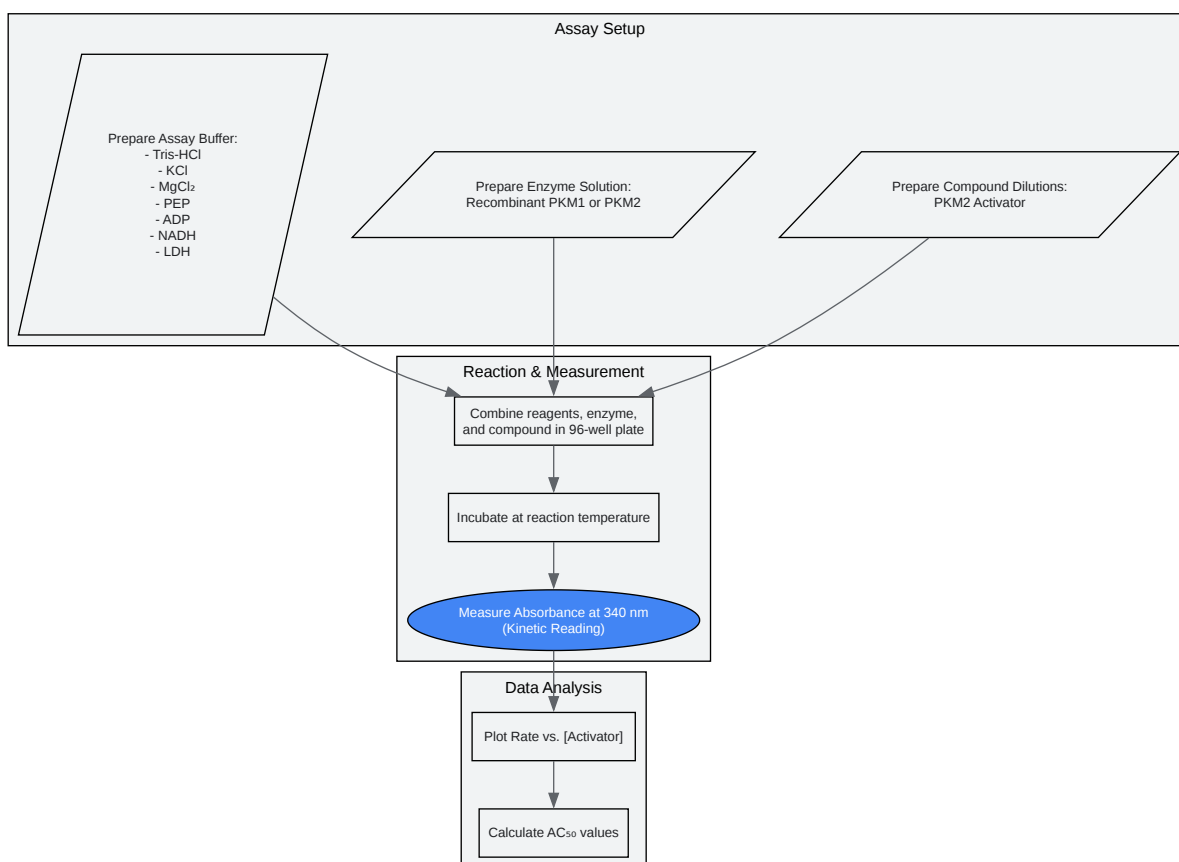 Assay Setup
Prepare Assay Buffer:
- Tris-HCl
- KCl
- MgCl₂
- PEP
- ADP
- NADH
- LDH
Prepare Enzyme Solution:
Recombinant PKM1 or PKM2
Prepare Compound Dilutions:
PKM2 Activator
Reaction & Measurement
Combine reagents, enzyme,
and compound in 96-well plate
Incubate at reaction temperature
Measure Absorbance at 340 nm
(Kinetic Reading)
Data Analysis
Plot Rate vs. [Activator]
Calculate AC₅₀ values